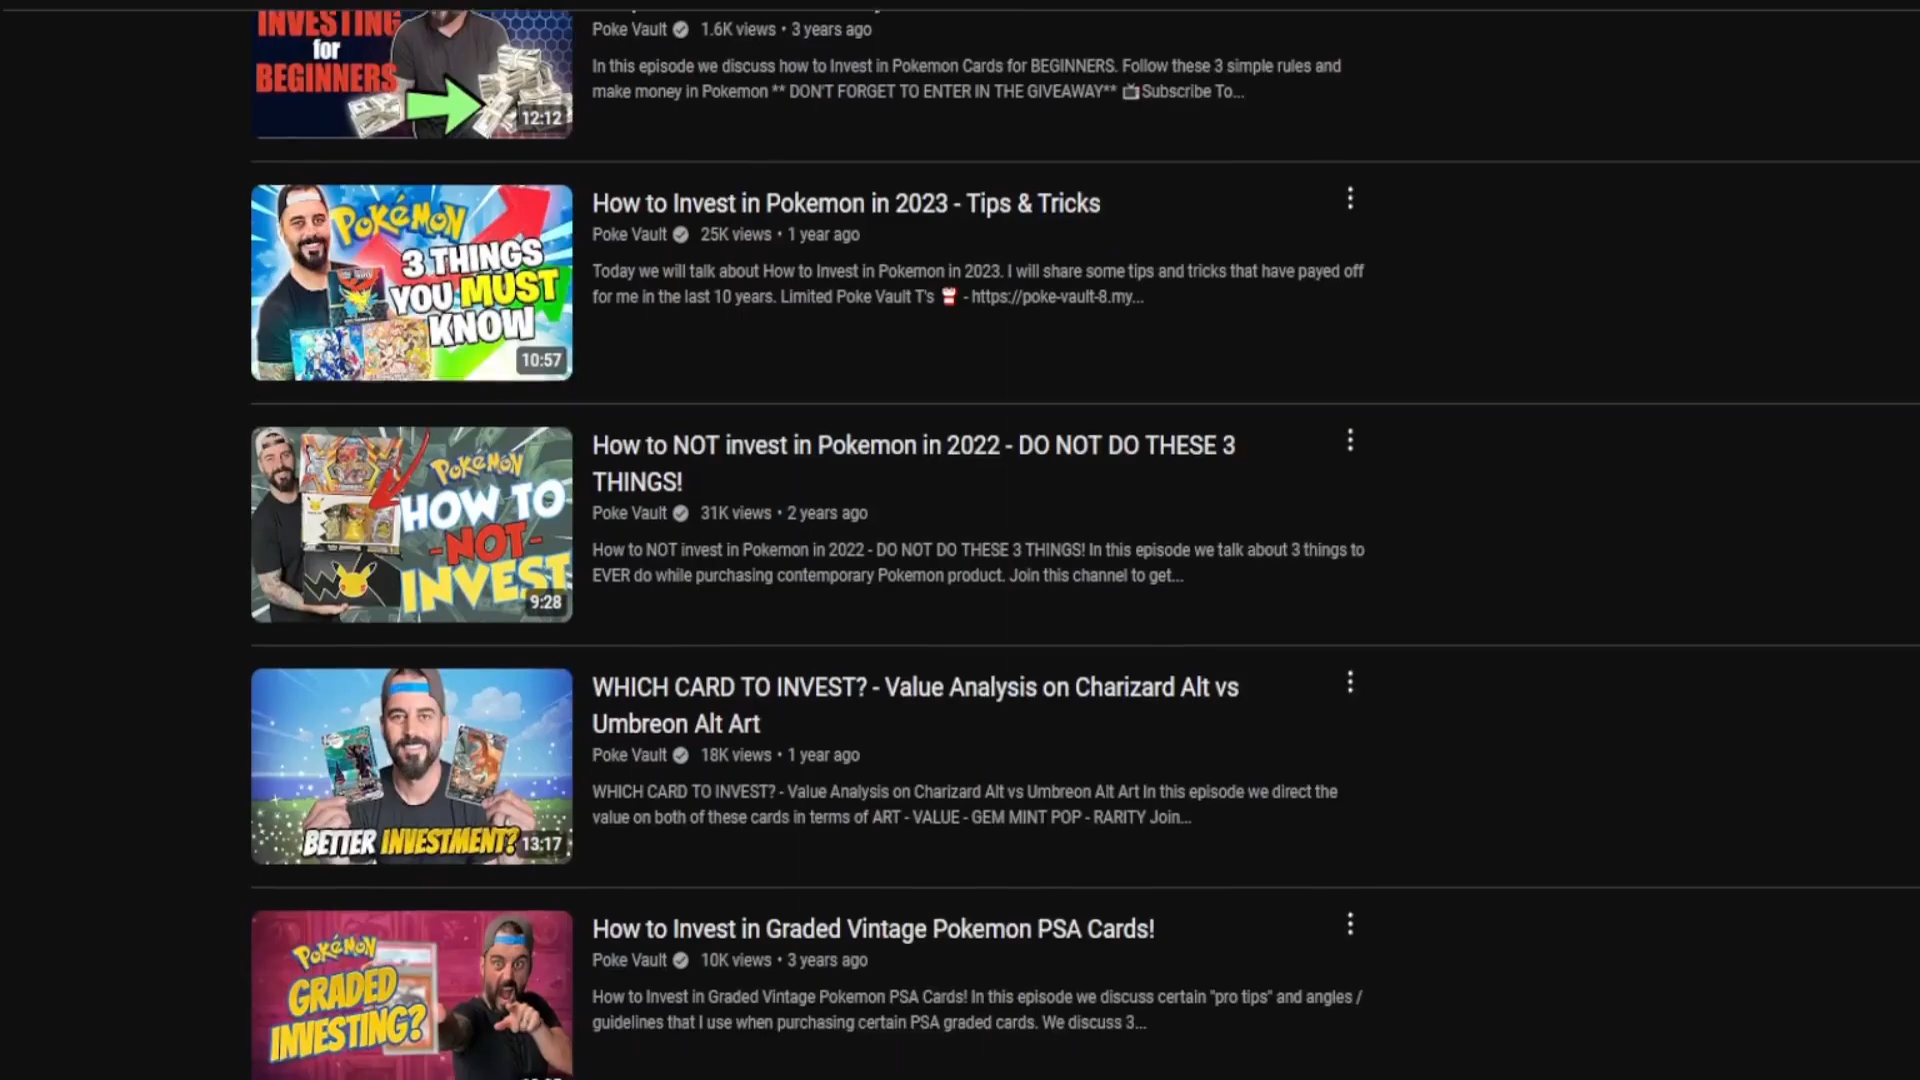 INVESTING
for
BEGINNERS
12:12
Poke Vault 1.6K views • 3 years ago
In this episode we discuss how to Invest in Pokemon Cards for BEGINNERS. Follow these 3 simple rules and
make money in Pokemon ** DON'T FORGET TO ENTER IN THE GIVEAWAY** 📺Subscribe To...
POKéMON
3 THINGS
YOU MUST
KNOW
10:57
How to Invest in Pokemon in 2023 - Tips & Tricks
Poke Vault 25K views • 1 year ago
Today we will talk about How to Invest in Pokemon in 2023. I will share some tips and tricks that have payed off
for me in the last 10 years. Limited Poke Vault T's - https://poke-vault-8.my...
POKéMON
HOW TO
-NOT-
INVEST
9:28
How to NOT invest in Pokemon in 2022 - DO NOT DO THESE 3
THINGS!
Poke Vault 31K views • 2 years ago
How to NOT invest in Pokemon in 2022 - DO NOT DO THESE 3 THINGS! In this episode we talk about 3 things to
EVER do while purchasing contemporary Pokemon product. Join this channel to get...
BETTER INVESTMENT?
13:17
WHICH CARD TO INVEST? - Value Analysis on Charizard Alt vs
Umbreon Alt Art
Poke Vault 18K views • 1 year ago
WHICH CARD TO INVEST? - Value Analysis on Charizard Alt vs Umbreon Alt Art In this episode we direct the
value on both of these cards in terms of ART - VALUE - GEM MINT POP - RARITY Join...
POKéMON
GRADED
INVESTING?
How to Invest in Graded Vintage Pokemon PSA Cards!
Poke Vault 10K views • 3 years ago
How to Invest in Graded Vintage Pokemon PSA Cards! In this episode we discuss certain "pro tips" and angles /
guidelines that I use when purchasing certain PSA graded cards. We discuss 3...